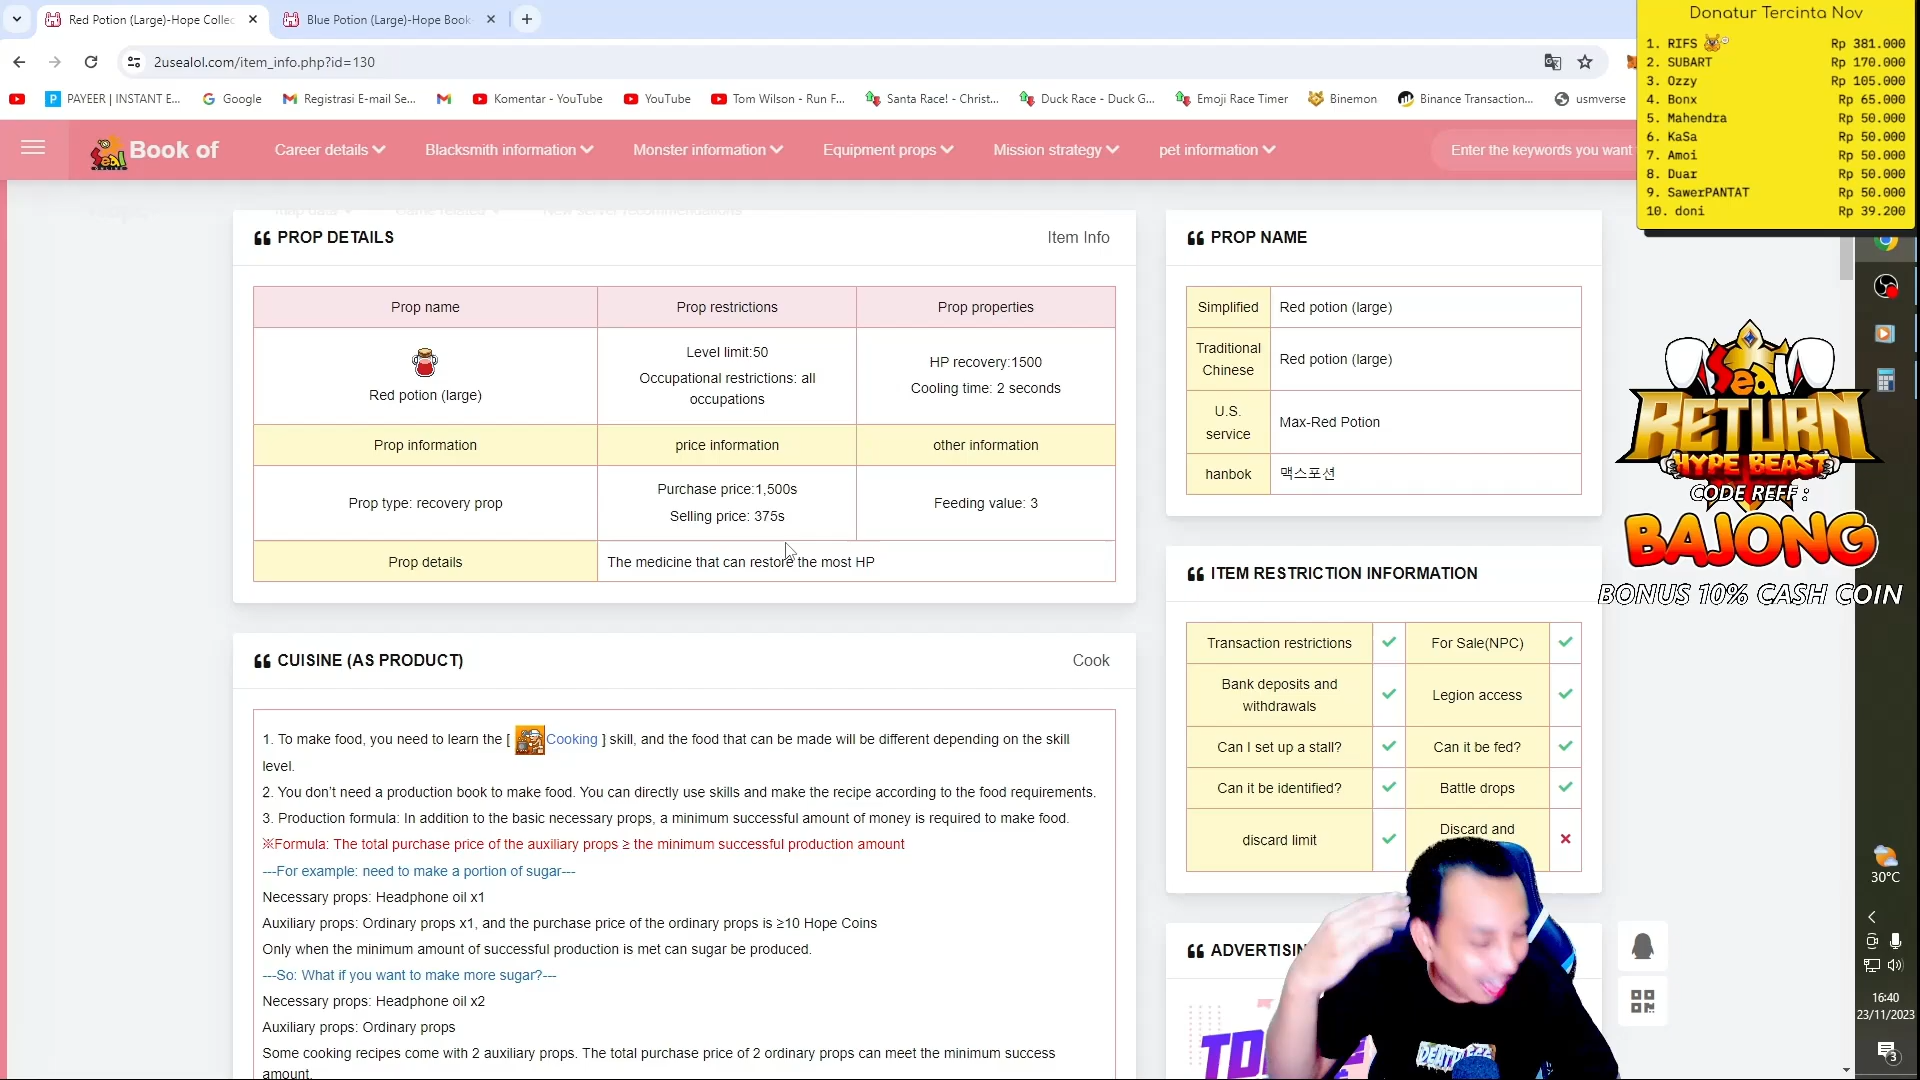 Red Potion (Large)-Hope Collec
Blue Potion (Large)-Hope Book
2usealol.com/item_info.php?id=130
PAYEER | INSTANT E...
Google
Registrasi E-mail Se...
Komentar - YouTube
YouTube
Tom Wilson - Run F...
Santa Race! - Christ...
Duck Race - Duck G...
Emoji Race Timer
Binemon
Binance Transaction...
usmverse
Donatur Tercinta Nov
1. RIFS Rp 381.000
2. SUBART Rp 170.000
3. Ozzy Rp 105.000
4. Bonx Rp 65.000
5. Mahendra Rp 50.000
6. KaSa Rp 50.000
7. Amoi Rp 50.000
8. Duar Rp 50.000
9. SawerPANTAT Rp 50.000
10. doni Rp 39.200
Seal ONLINE
Book of
Career details
Blacksmith information
Monster information
Equipment props
Mission strategy
pet information
Enter the keywords you want
Map data
Game related
New server recommendations
PROP DETAILS
Item Info
Prop name
Prop restrictions
Prop properties
Red potion (large)
Level limit:50
Occupational restrictions: all
occupations
HP recovery:1500
Cooling time: 2 seconds
Prop information
price information
other information
Prop type: recovery prop
Purchase price:1,500s
Selling price: 375s
Feeding value: 3
Prop details
The medicine that can restore the most HP
PROP NAME
Simplified
Red potion (large)
Traditional
Chinese
Red potion (large)
U.S.
service
Max-Red Potion
hanbok
맥스포션
Seal
RETURN
HYPE BEAST
CODE REFF :
BAJONG
BONUS 10% CASH COIN
ITEM RESTRICTION INFORMATION
Transaction restrictions
For Sale(NPC)
Bank deposits and
withdrawals
Legion access
Can I set up a stall?
Can it be fed?
Can it be identified?
Battle drops
discard limit
Discard and
CUISINE (AS PRODUCT)
Cook
1. To make food, you need to learn the [ Cooking ] skill, and the food that can be made will be different depending on the skill
level.
2. You don't need a production book to make food. You can directly use skills and make the recipe according to the food requirements.
3. Production formula: In addition to the basic necessary props, a minimum successful amount of money is required to make food.
※Formula: The total purchase price of the auxiliary props ≥ the minimum successful production amount
---For example: need to make a portion of sugar---
Necessary props: Headphone oil x1
Auxiliary props: Ordinary props x1, and the purchase price of the ordinary props is ≥10 Hope Coins
Only when the minimum amount of successful production is met can sugar be produced.
---So: What if you want to make more sugar?---
Necessary props: Headphone oil x2
Auxiliary props: Ordinary props
Some cooking recipes come with 2 auxiliary props. The total purchase price of 2 ordinary props can meet the minimum success
amount.
ADVERTISIN
TO
30°C
16:40
23/11/2023
3